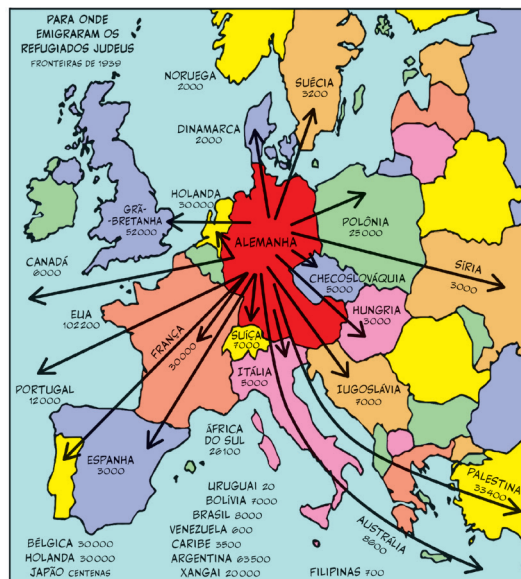 PARA ONDE
EMIGRARAM OS
REFUGIADOS JUDEUS
FRONTEIRAS DE 1939
NORUEGA
2000
SUÉCIA
3200
DINAMARCA
2000
HOLANDA
30000
GRÃ-
BRETANHA
52000
POLÔNIA
25000
ALEMANHA
CANADÁ
6000
CHECOSLOVÁQUIA
5000
SÍRIA
3000
EUA
102200
HUNGRIA
3000
FRANÇA
30000
SUÍÇA
7000
ITÁLIA
5000
IUGOSLÁVIA
7000
PORTUGAL
12000
ESPANHA
3000
ÁFRICA
DO SUL
26100
PALESTINA
33400
AUSTRÁLIA
8600
URUGUAI 20
BOLÍVIA 7000
BRASIL 8000
VENEZUELA 600
CARIBE 3500
ARGENTINA 63500
XANGAI 20000
BÉLGICA 30000
HOLANDA 30000
JAPÃO CENTENAS
FILIPINAS 700